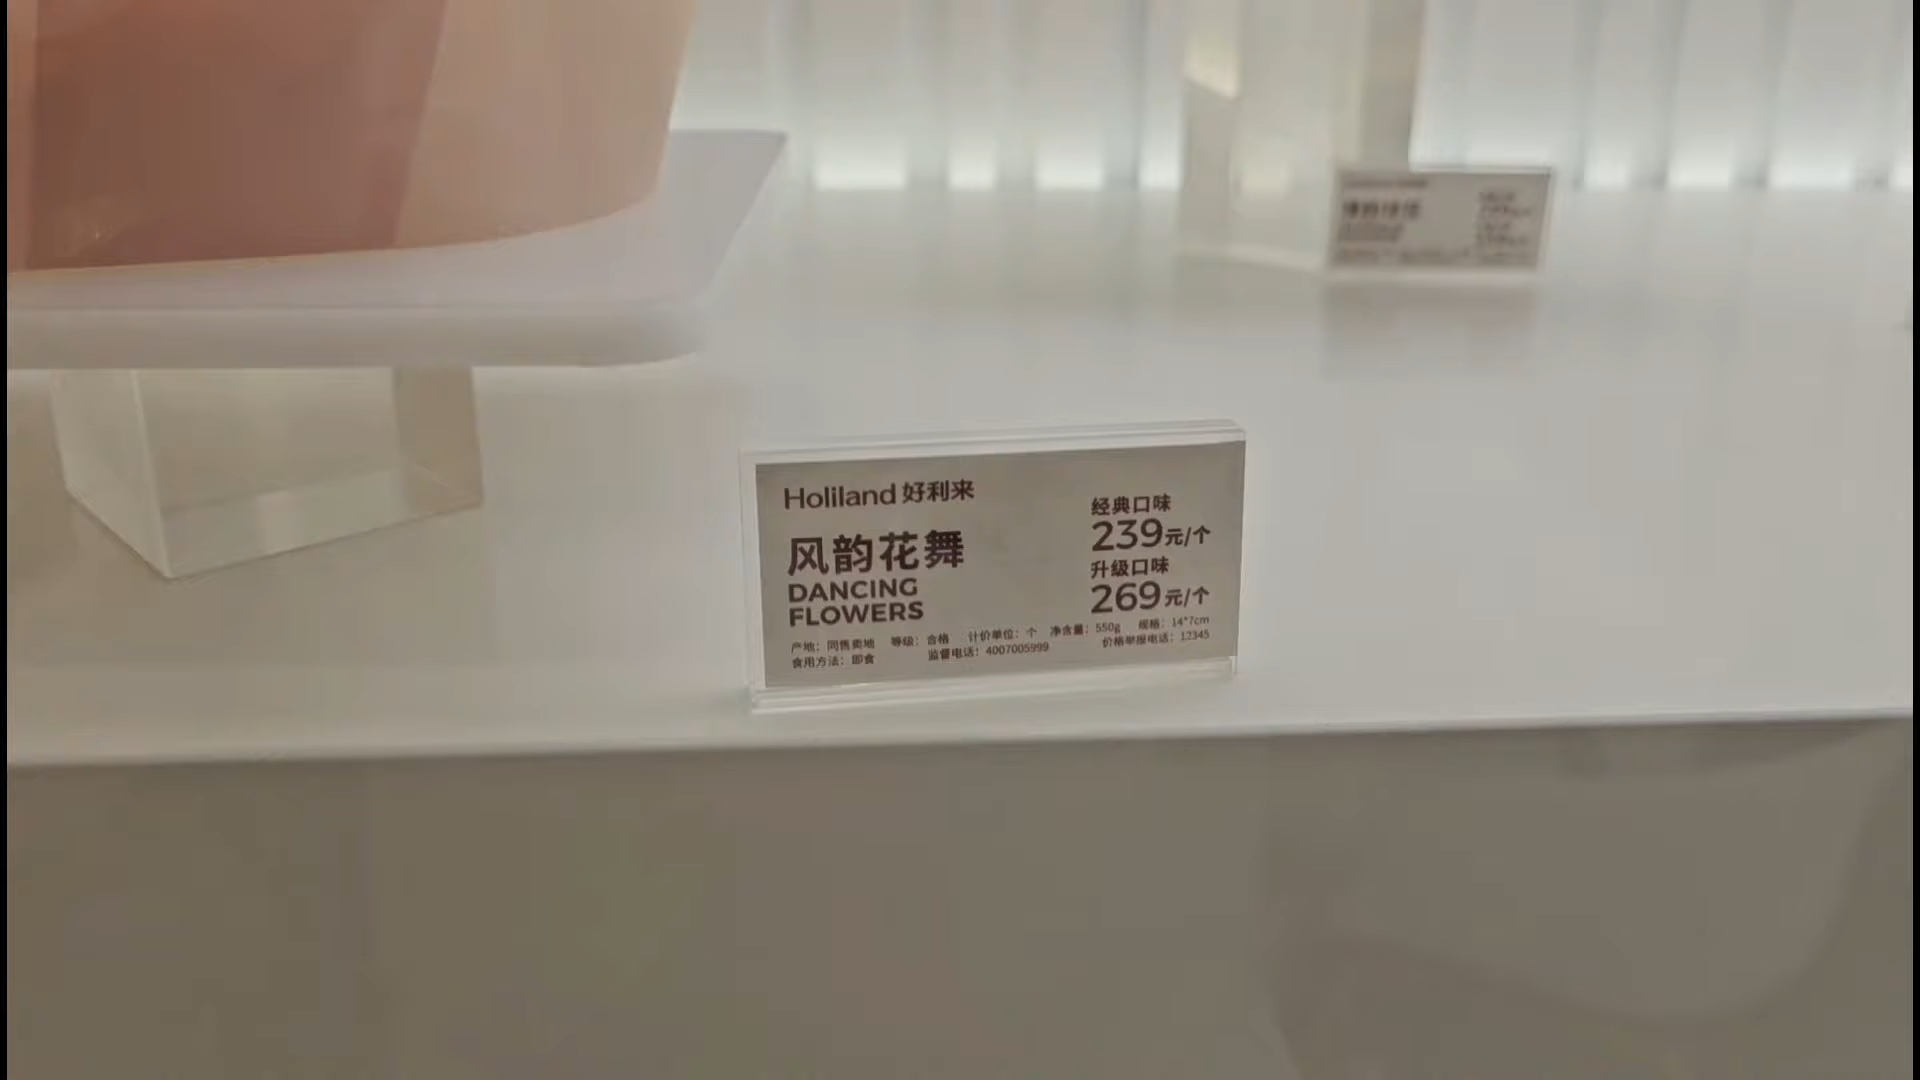 Holiland 好利来
风韵花舞
DANCING
FLOWERS
经典口味
239元/个
升级口味
269元/个
产地：同售卖地 等级：合格 计价单位：个 净含量：550g 规格：14*7cm
食用方法：即食 监督电话：4007005999 价格举报电话：12345